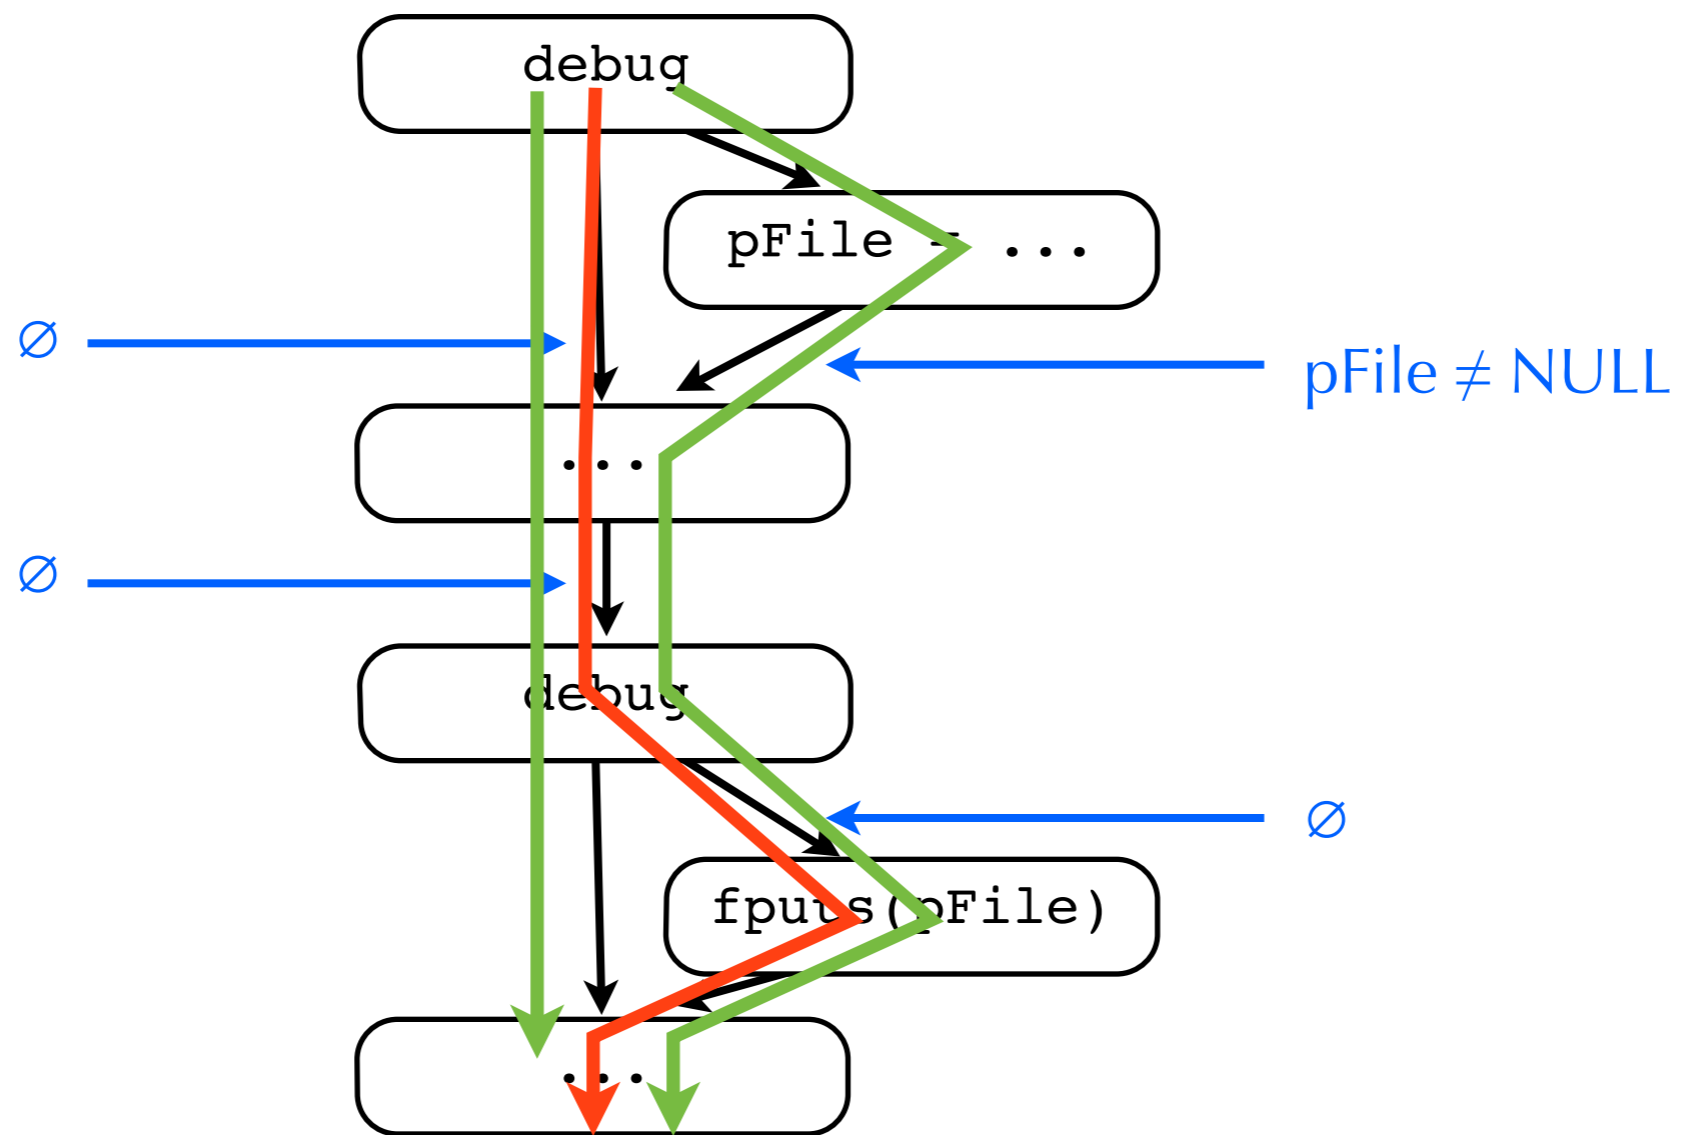 debug
pFile = ...
∅
pFile ≠ NULL
...
∅
debug
∅
fputs(pFile)
...